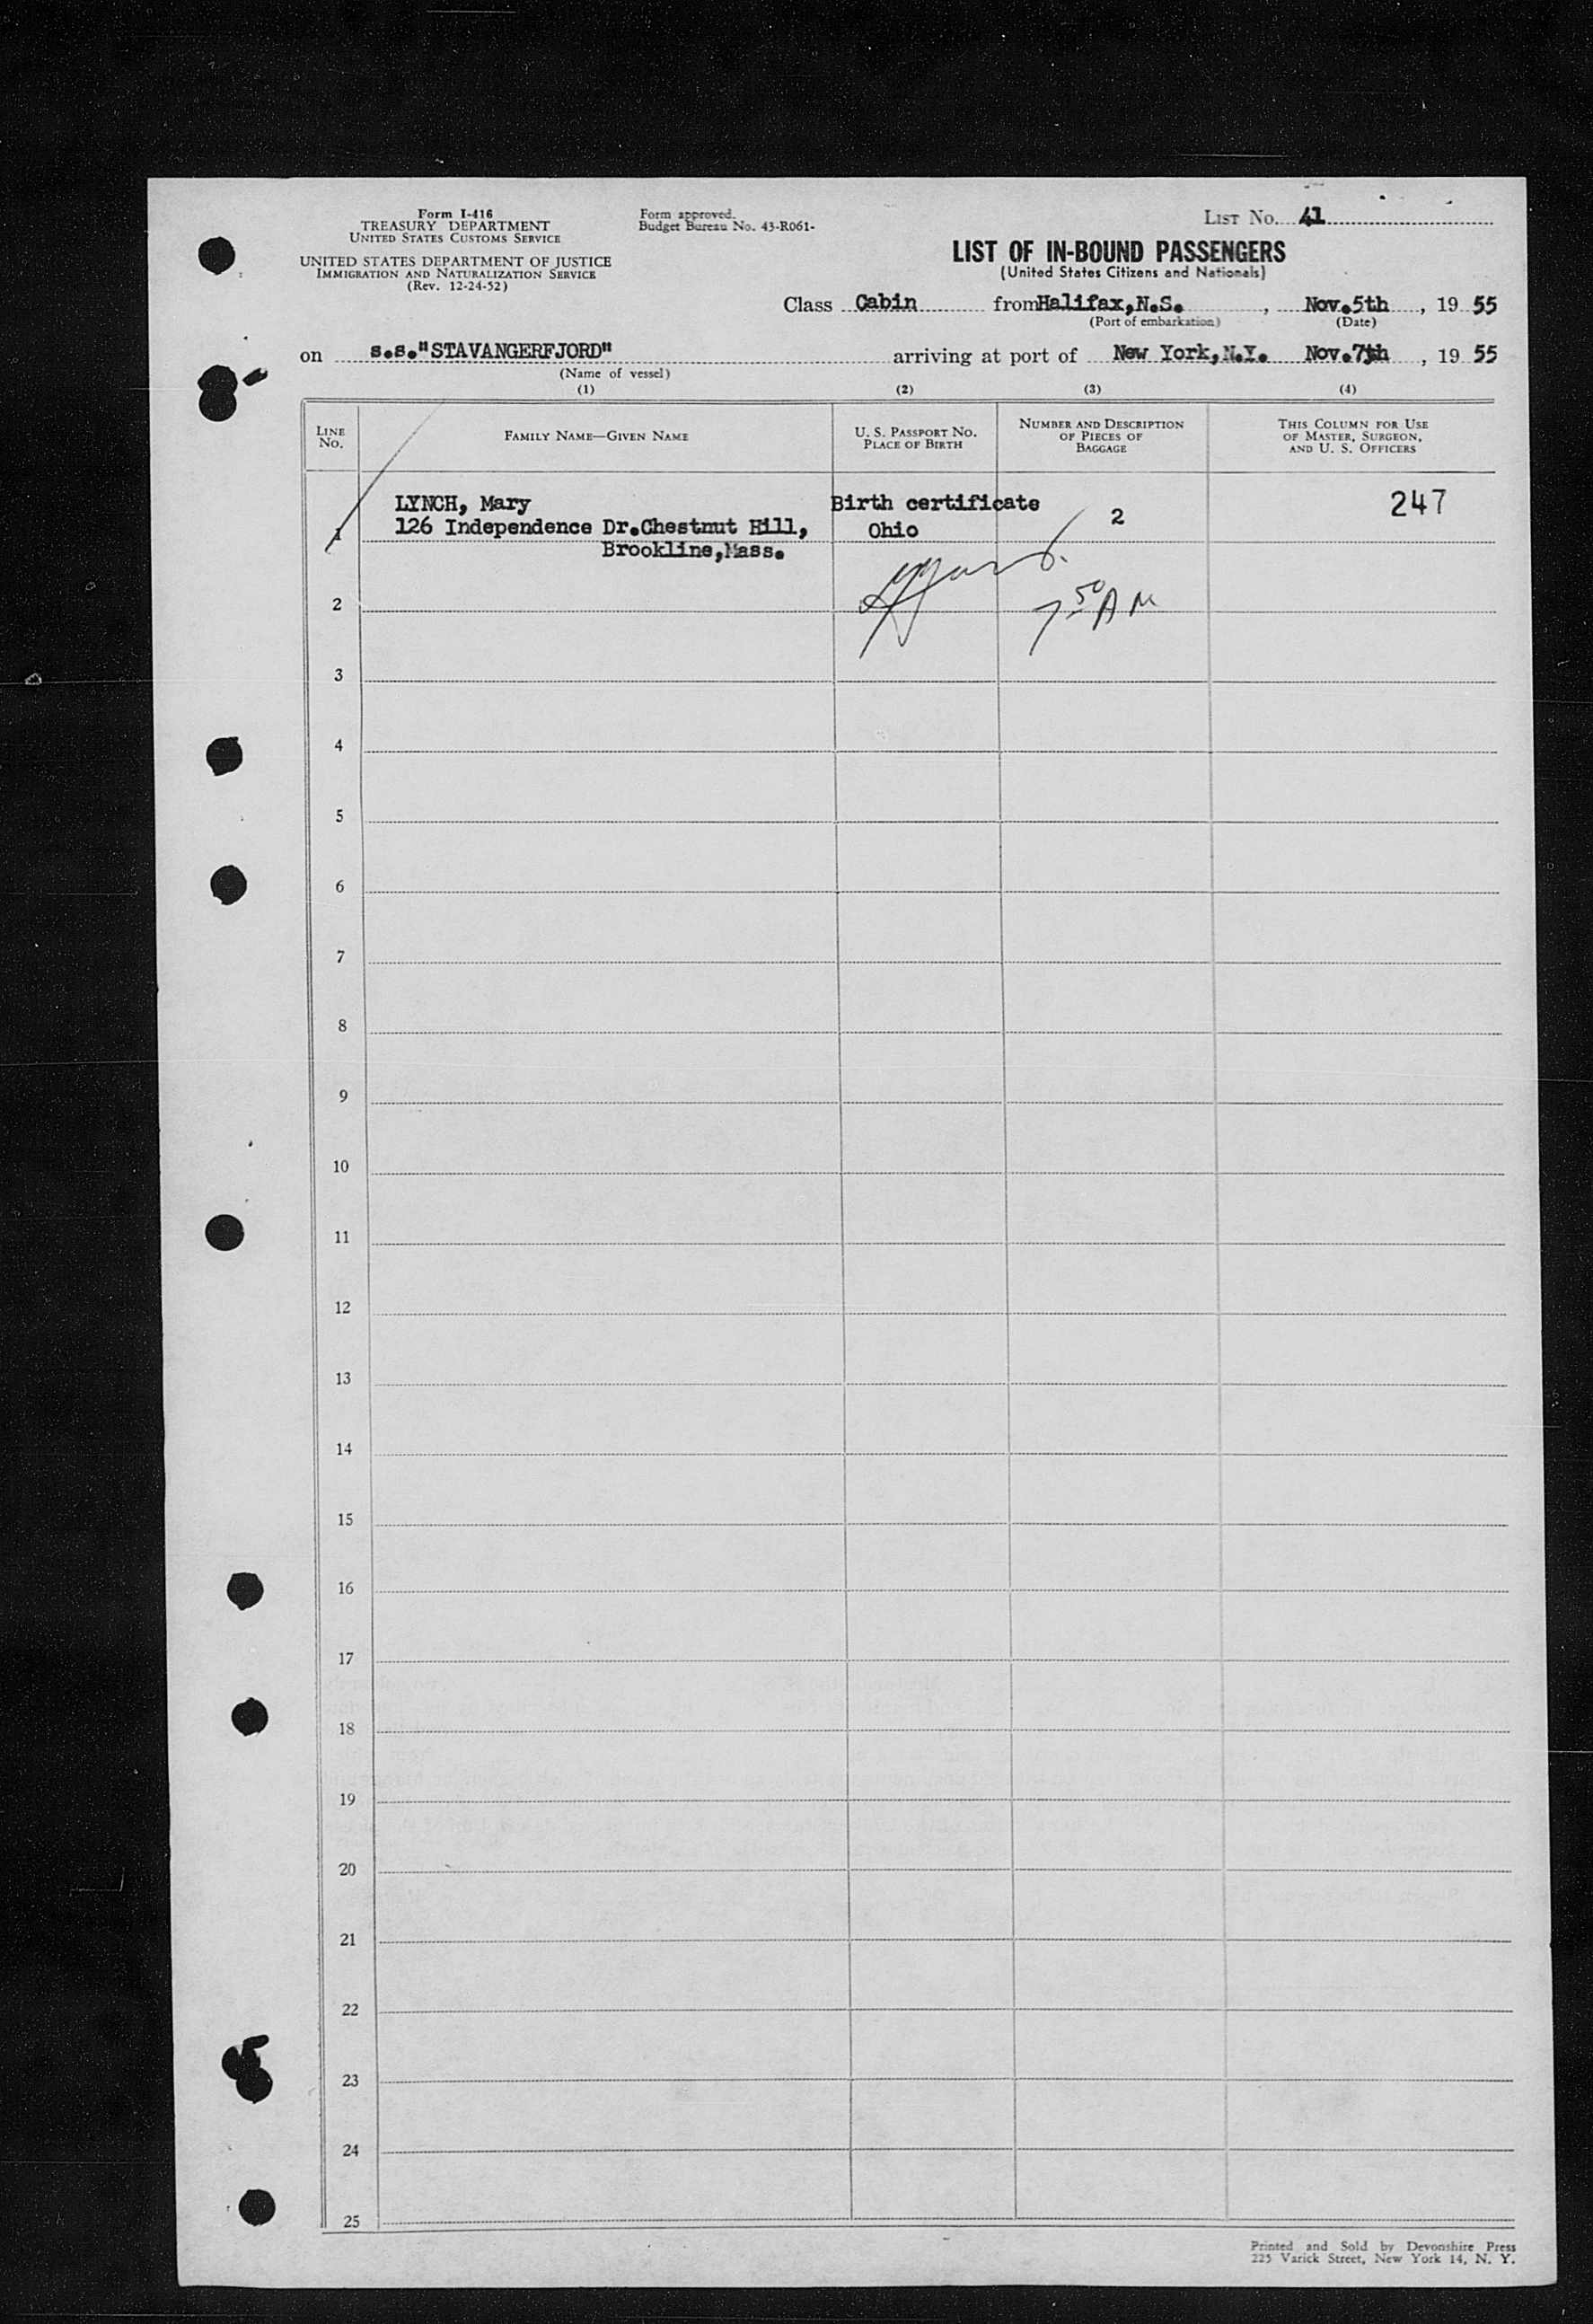 Form I-416
TREASURY DEPARTMENT
UNITED STATES CUSTOMS SERVICE
UNITED STATES DEPARTMENT OF JUSTICE
IMMIGRATION AND NATURALIZATION SERVICE
(Rev. 12-24-52)
Form approved.
Budget Bureau No. 43-R061-
LIST NO. 41
LIST OF IN-BOUND PASSENGERS
(United States Citizens and Nationals)
Class Cabin from Halifax,N.S. , Nov.5th , 19 55
(Port of embarkation) (Date)
on s.s."STAVANGERFJORD" arriving at port of New York,N.Y. Nov.7th , 19 55
(Name of vessel)
(1) (2) (3) (4)
LINE NO.
FAMILY NAME—GIVEN NAME
U. S. PASSPORT NO.
PLACE OF BIRTH
NUMBER AND DESCRIPTION
OF PIECES OF
BAGGAGE
THIS COLUMN FOR USE
OF MASTER, SURGEON,
AND U. S. OFFICERS
LYNCH, Mary Birth certificate 247
1 126 Independence Dr.Chestnut Hill, Ohio 2
Brookline,Mass.
7 50 AM
2
3
4
5
6
7
8
9
10
11
12
13
14
15
16
17
18
19
20
21
22
23
24
25
Printed and Sold by Devonshire Press
225 Varick Street, New York 14, N. Y.